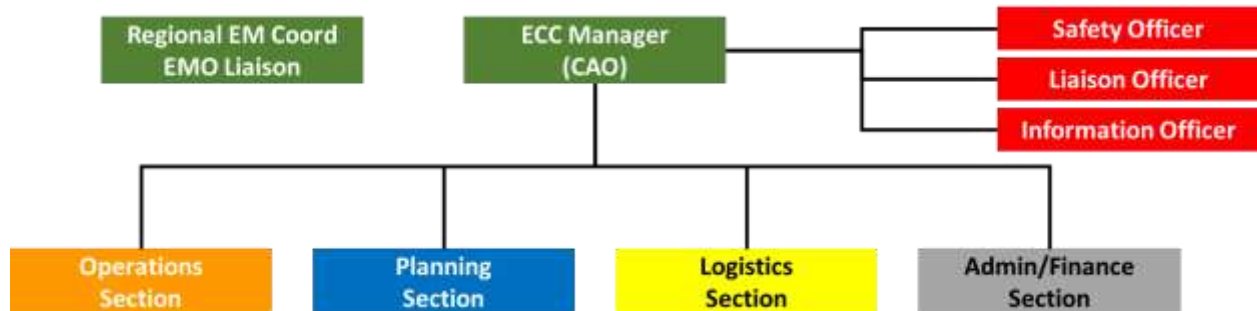 Regional EM Coord
EMO Liaison
ECC Manager
(CAO)
Safety Officer
Liaison Officer
Information Officer
Operations
Section
Planning
Section
Logistics
Section
Admin/Finance
Section